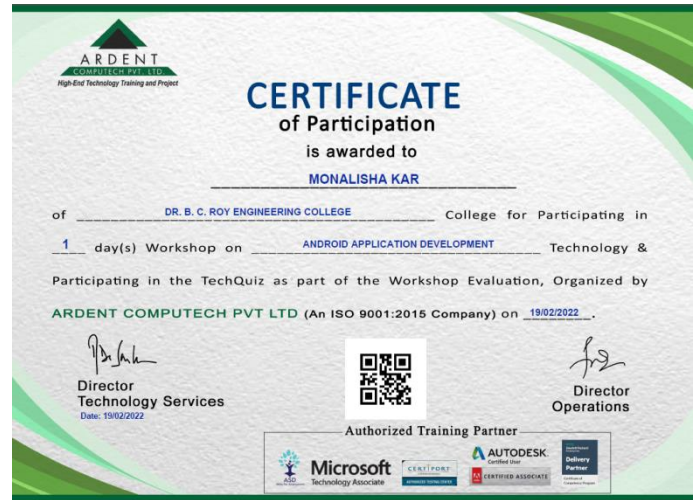 ARDENT
COMPUTECH PVT. LTD.
High-End Technology Training and Project
CERTIFICATE
of Participation
is awarded to
MONALISHA KAR
of DR. B. C. ROY ENGINEERING COLLEGE College for Participating in
1 day(s) Workshop on ANDROID APPLICATION DEVELOPMENT Technology &
Participating in the TechQuiz as part of the Workshop Evaluation, Organized by
ARDENT COMPUTECH PVT LTD (An ISO 9001:2015 Company) on 19/02/2022.
Director
Technology Services
Date: 19/02/2022
Director
Operations
Authorized Training Partner
ASD
Microsoft
Technology Associate
CERTIPORT
AUTHORIZED TESTING CENTER
AUTODESK
Certified User
CERTIFIED ASSOCIATE
Delivery
Partner